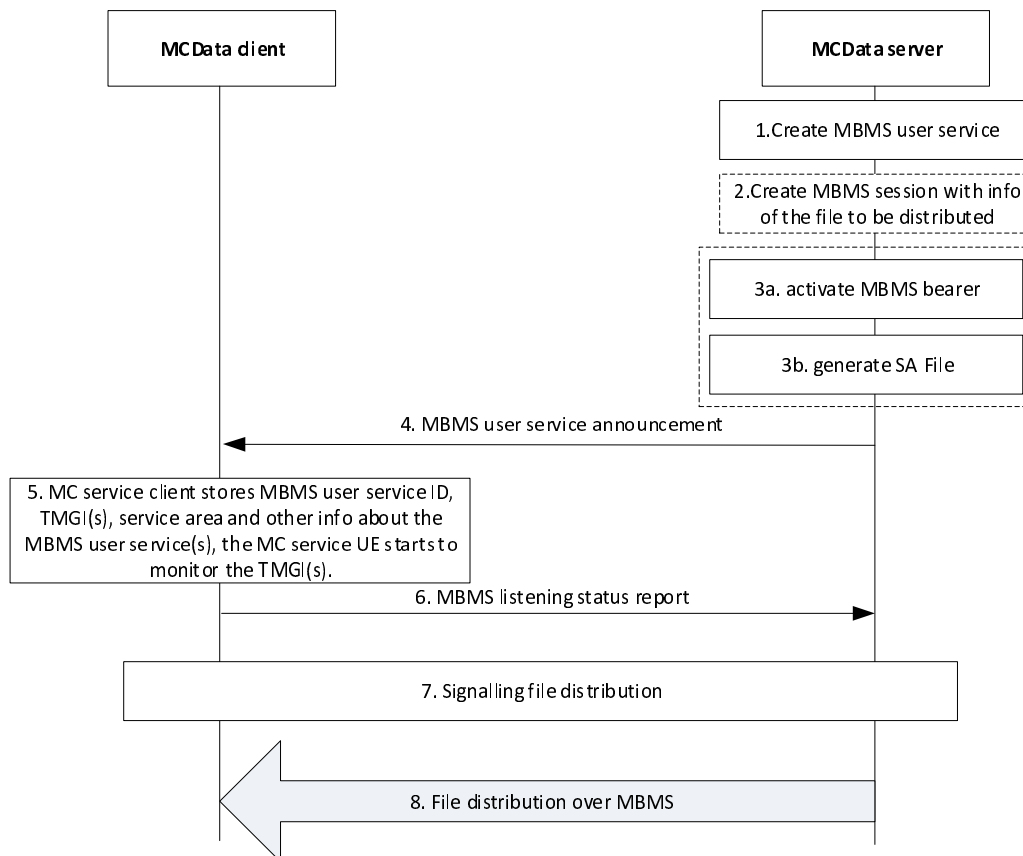 MCData client
MCData server
1.Create MBMS user service
2.Create MBMS session with info
of the file to be distributed
3a. activate MBMS bearer
3b. generate SA File
4. MBMS user service announcement
5. MC service client stores MBMS user service ID,
TMGI(s), service area and other info about the
MBMS user service(s), the MC service UE starts to
monitor the TMGI(s).
6. MBMS listening status report
7. Signalling file distribution
8. File distribution over MBMS